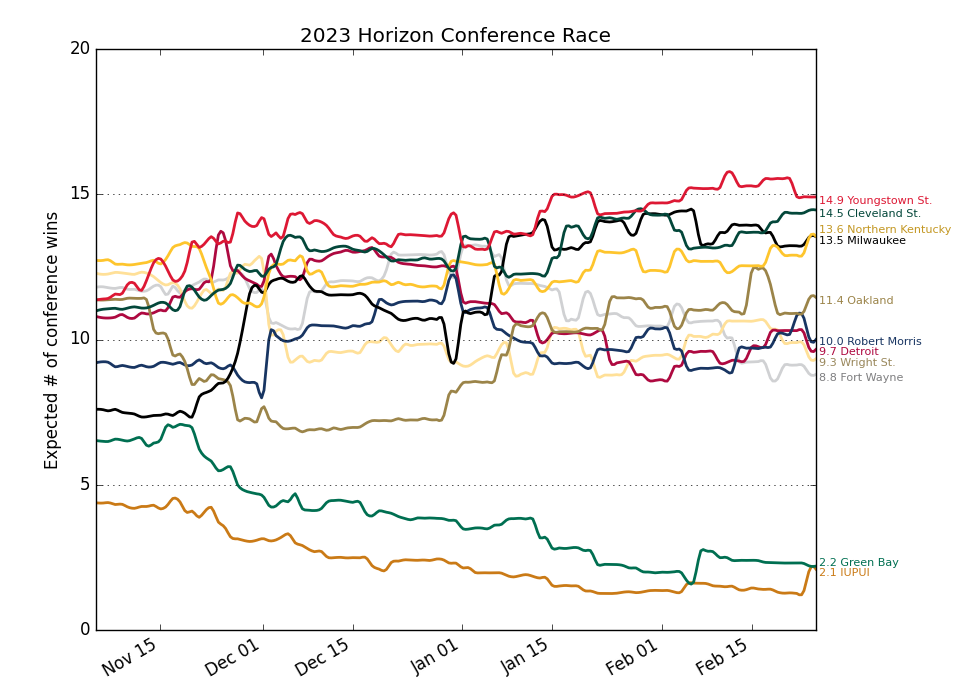 2023 Horizon Conference Race
Expected # of conference wins
20
15
10
5
0
Nov 15
Dec 01
Dec 15
Jan 01
Jan 15
Feb 01
Feb 15
14.9 Youngstown St.
14.5 Cleveland St.
13.6 Northern Kentucky
13.5 Milwaukee
11.4 Oakland
10.0 Robert Morris
9.7 Detroit
9.3 Wright St.
8.8 Fort Wayne
2.2 Green Bay
2.1 IUPUI